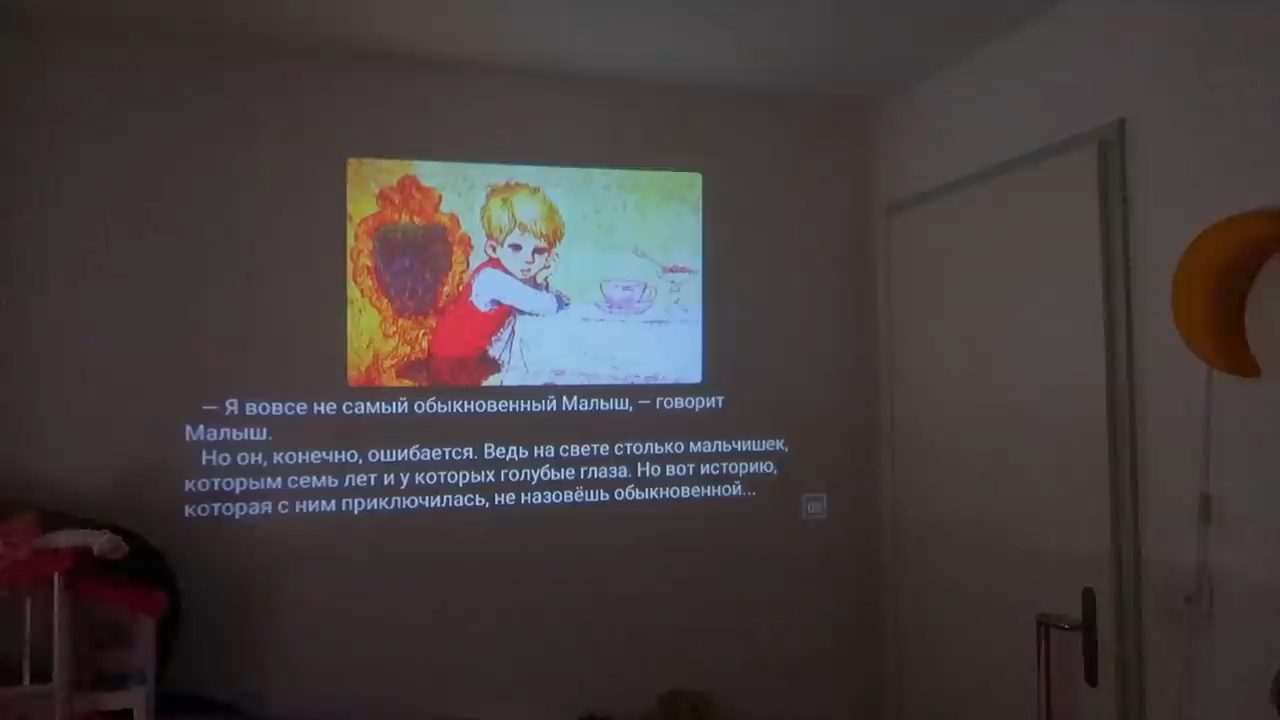 — Я вовсе не самый обыкновенный Малыш, — говорит
Малыш.
Но он, конечно, ошибается. Ведь на свете столько мальчишек,
которым семь лет и у которых голубые глаза. Но вот историю,
которая с ним приключилась, не назовёшь обыкновенной...